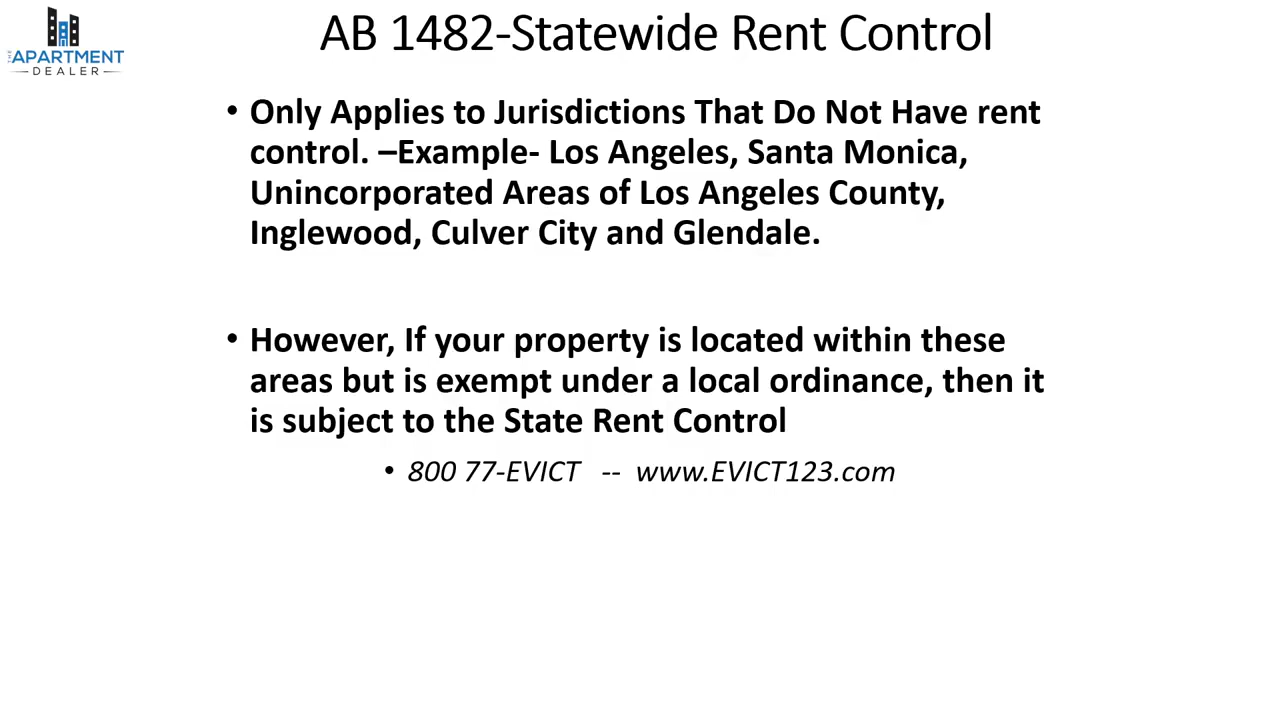 AB 1482-Statewide Rent Control
THE
APARTMENT
DEALER
• Only Applies to Jurisdictions That Do Not Have rent
control. –Example- Los Angeles, Santa Monica,
Unincorporated Areas of Los Angeles County,
Inglewood, Culver City and Glendale.
• However, If your property is located within these
areas but is exempt under a local ordinance, then it
is subject to the State Rent Control
• 800 77-EVICT -- www.EVICT123.com